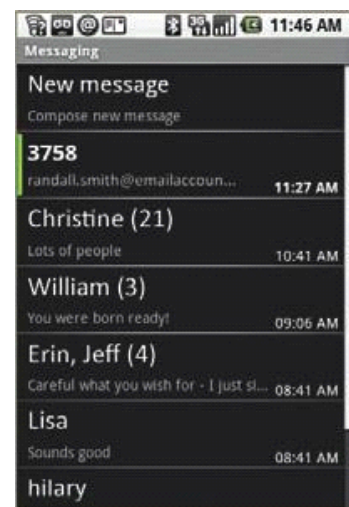 3G
11:46 AM
Messaging
New message
Compose new message
3758
randall.smith@emailaccoun...
11:27 AM
Christine (21)
Lots of people
10:41 AM
William (3)
You were born ready!
09:06 AM
Erin, Jeff (4)
Careful what you wish for - I just sl...
08:41 AM
Lisa
Sounds good
08:41 AM
hilary